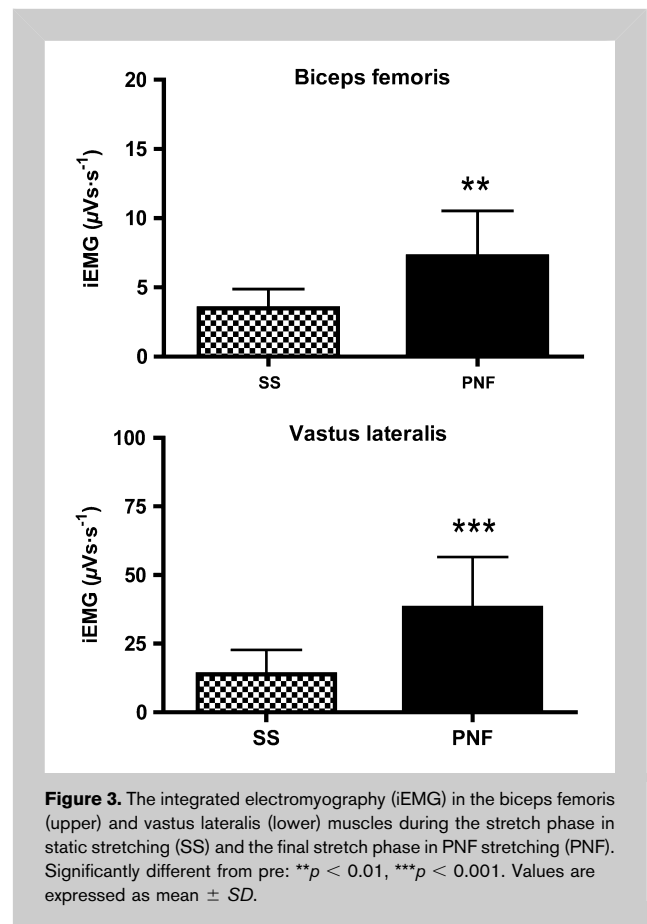 Biceps femoris
20
15
10
5
0
iEMG (µVs·s⁻¹)
**
SS
PNF
Vastus lateralis
100
75
50
25
0
iEMG (µVs·s⁻¹)
***
SS
PNF
Figure 3. The integrated electromyography (iEMG) in the biceps femoris
(upper) and vastus lateralis (lower) muscles during the stretch phase in
static stretching (SS) and the final stretch phase in PNF stretching (PNF).
Significantly different from pre: **p < 0.01, ***p < 0.001. Values are
expressed as mean ± SD.